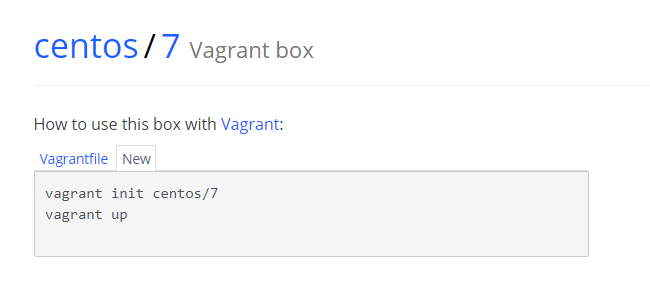 centos / 7 Vagrant box
How to use this box with Vagrant:
Vagrantfile New
vagrant init centos/7
vagrant up